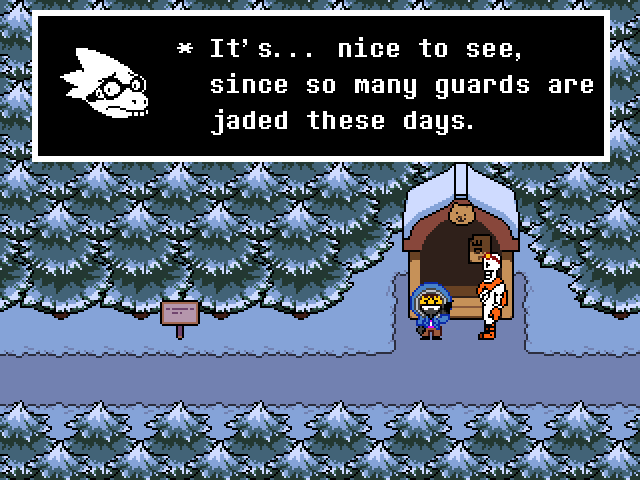 * It's... nice to see,
since so many guards are
jaded these days.